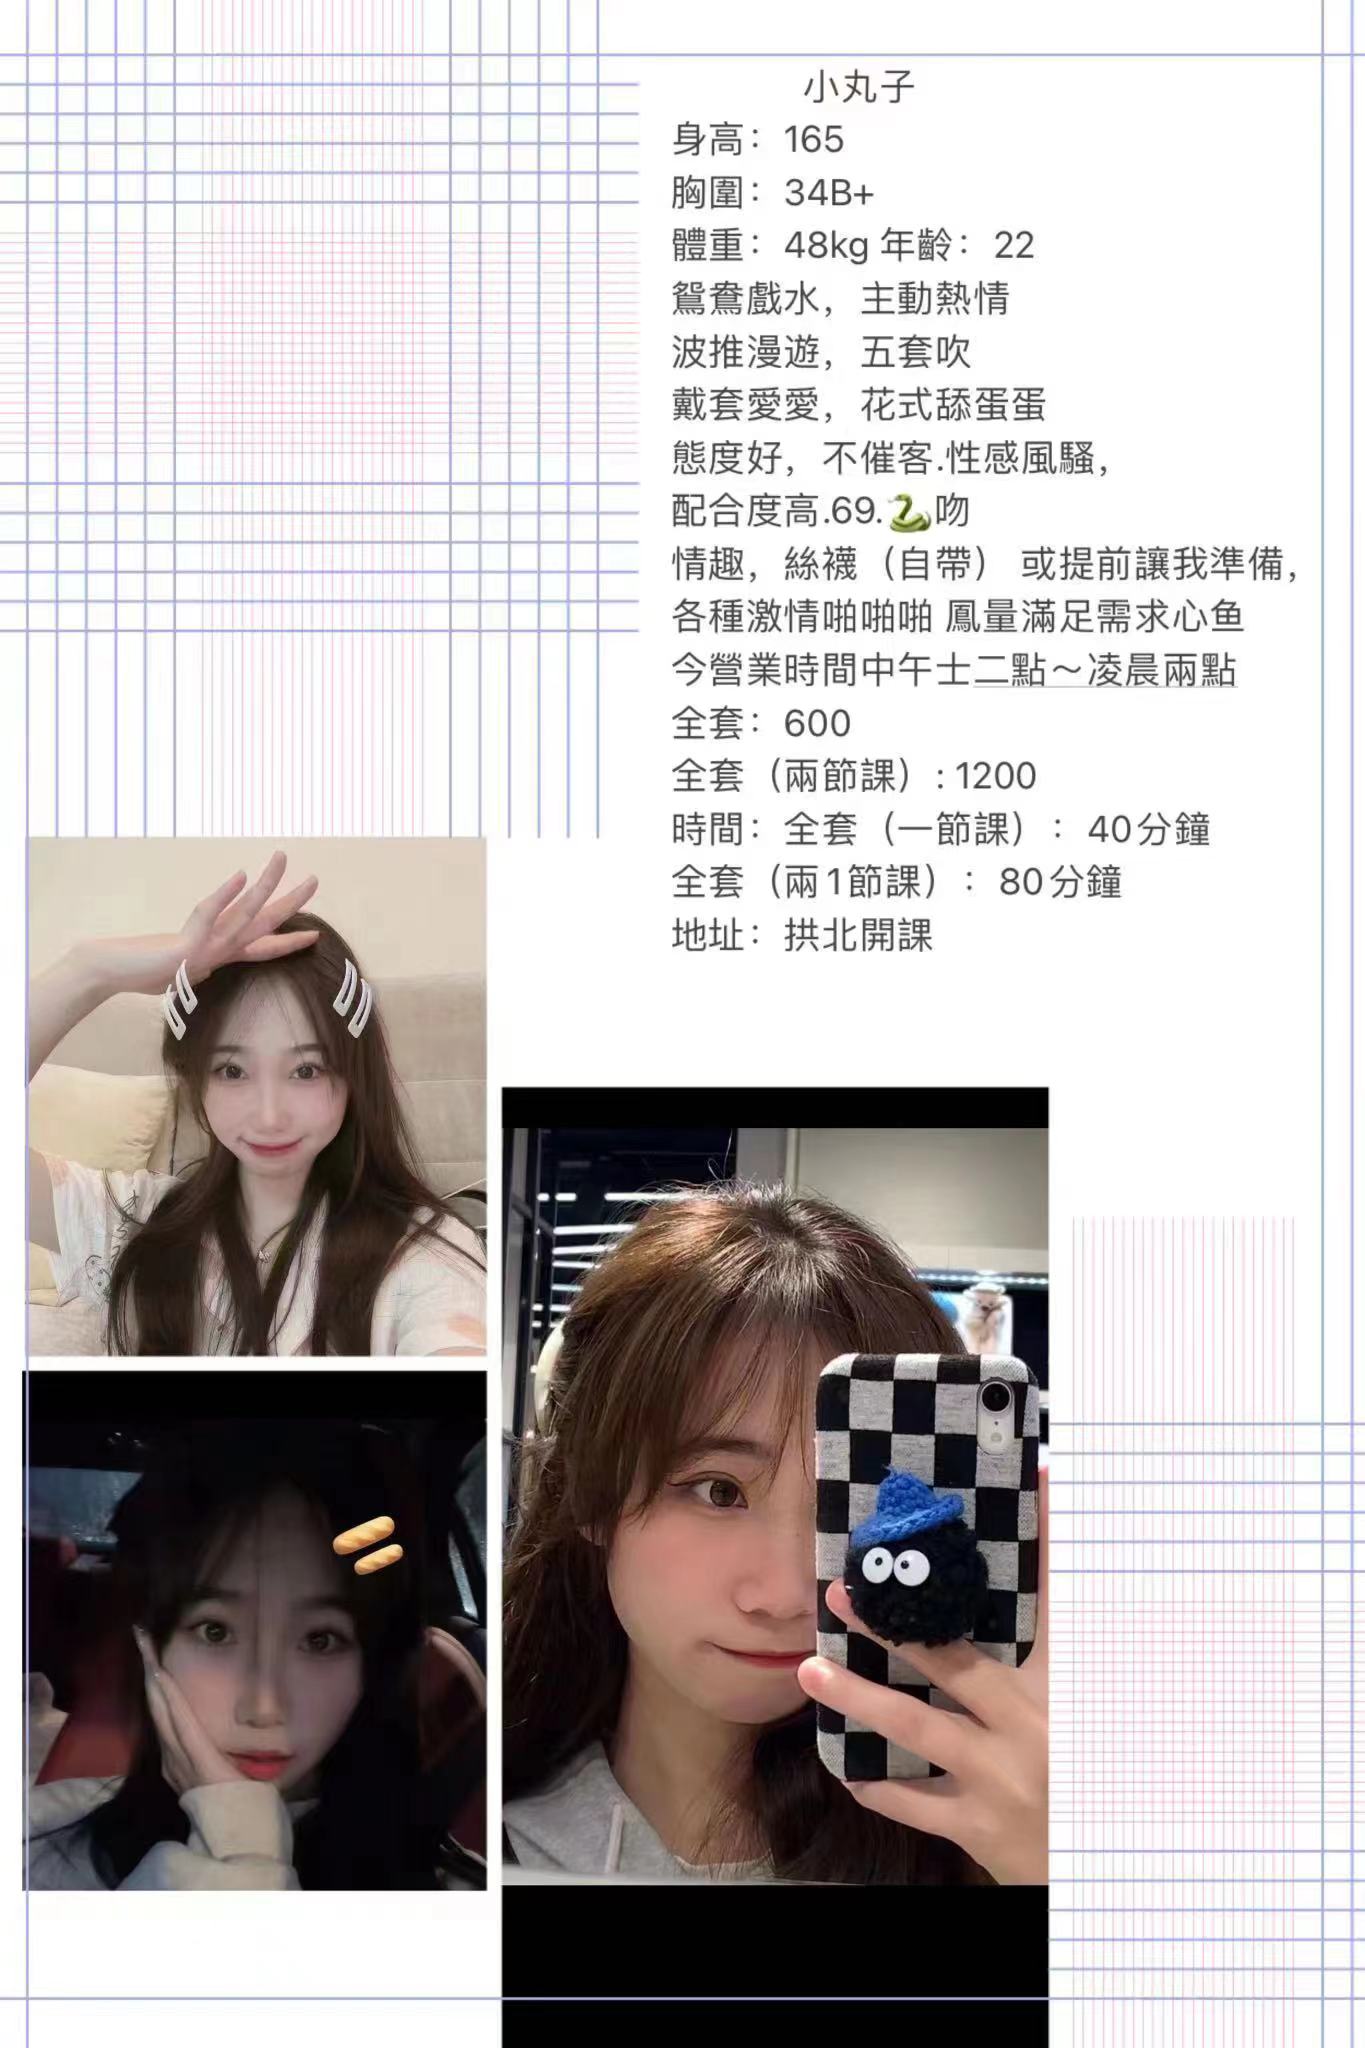 小丸子
身高：165
胸圍：34B+
體重：48kg 年齡：22
鴛鴦戲水，主動熱情
波推漫遊，五套吹
戴套愛愛，花式舔蛋蛋
態度好，不催客.性感風騷，
配合度高.69.🐍吻
情趣，絲襪（自帶） 或提前讓我準備，
各種激情啪啪啪 鳳量滿足需求心鱼
今營業時間中午士二點～凌晨兩點
全套：600
全套（兩節課）: 1200
時間：全套（一節課）：40分鐘
全套（兩1節課）：80分鐘
地址：拱北開課